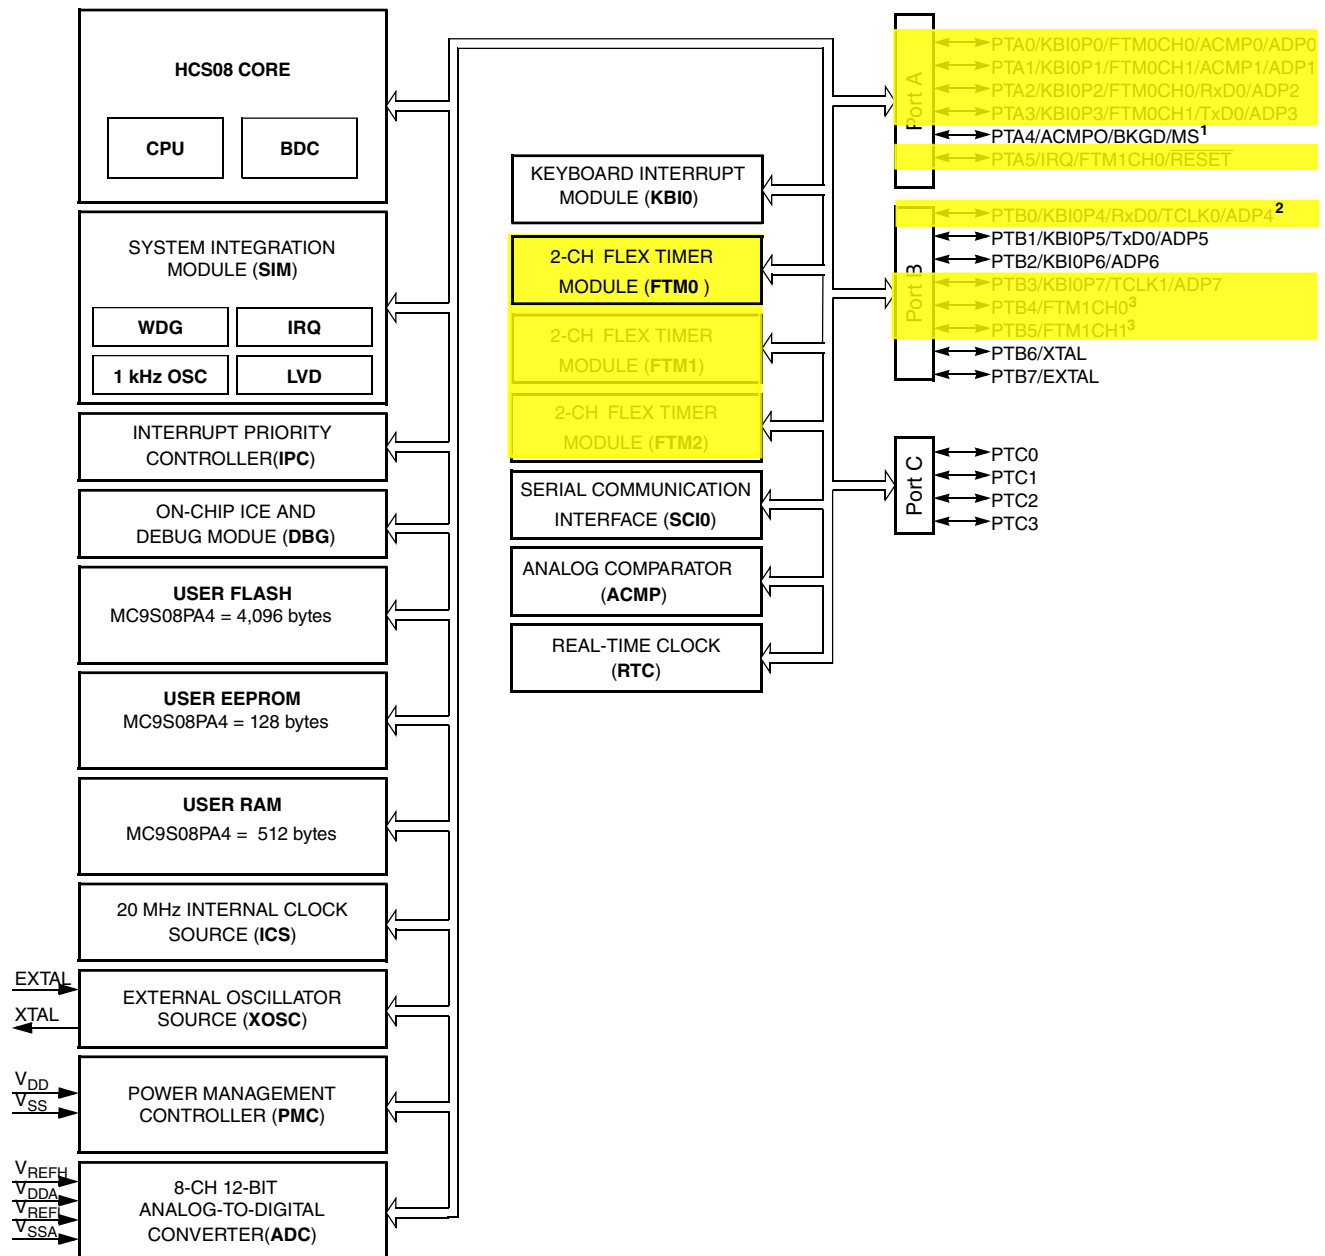 HCS08 CORE
CPU
BDC
SYSTEM INTEGRATION
MODULE (SIM)
WDG
IRQ
1 kHz OSC
LVD
INTERRUPT PRIORITY
CONTROLLER(IPC)
ON-CHIP ICE AND
DEBUG MODUE (DBG)
USER FLASH
MC9S08PA4 = 4,096 bytes
USER EEPROM
MC9S08PA4 = 128 bytes
USER RAM
MC9S08PA4 = 512 bytes
20 MHz INTERNAL CLOCK
SOURCE (ICS)
EXTAL
XTAL
EXTERNAL OSCILLATOR
SOURCE (XOSC)
VDD
VSS
POWER MANAGEMENT
CONTROLLER (PMC)
VREFH
VDDA
VREFL
VSSA
8-CH 12-BIT
ANALOG-TO-DIGITAL
CONVERTER(ADC)
KEYBOARD INTERRUPT
MODULE (KBI0)
2-CH FLEX TIMER
MODULE (FTM0 )
2-CH FLEX TIMER
MODULE (FTM1)
2-CH FLEX TIMER
MODULE (FTM2)
SERIAL COMMUNICATION
INTERFACE (SCI0)
ANALOG COMPARATOR
(ACMP)
REAL-TIME CLOCK
(RTC)
Port A
PTA0/KBI0P0/FTM0CH0/ACMP0/ADP0
PTA1/KBI0P1/FTM0CH1/ACMP1/ADP1
PTA2/KBI0P2/FTM0CH0/RxD0/ADP2
PTA3/KBI0P3/FTM0CH1/TxD0/ADP3
PTA4/ACMPO/BKGD/MS1
PTA5/IRQ/FTM1CH0/RESET
Port B
PTB0/KBI0P4/RxD0/TCLK0/ADP42
PTB1/KBI0P5/TxD0/ADP5
PTB2/KBI0P6/ADP6
PTB3/KBI0P7/TCLK1/ADP7
PTB4/FTM1CH03
PTB5/FTM1CH13
PTB6/XTAL
PTB7/EXTAL
Port C
PTC0
PTC1
PTC2
PTC3